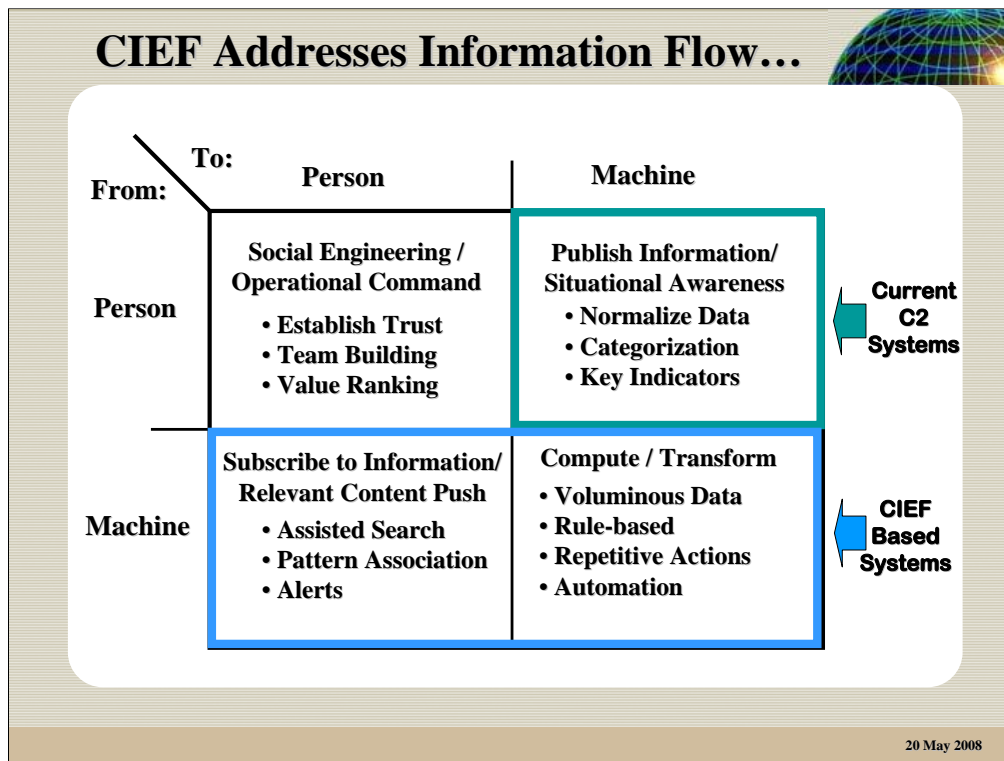 CIEF Addresses Information Flow…
To:
From:
Person
Machine
Person
Social Engineering /
Operational Command
• Establish Trust
• Team Building
• Value Ranking
Publish Information/
Situational Awareness
• Normalize Data
• Categorization
• Key Indicators
Current
C2
Systems
Machine
Subscribe to Information/
Relevant Content Push
• Assisted Search
• Pattern Association
• Alerts
Compute / Transform
• Voluminous Data
• Rule-based
• Repetitive Actions
• Automation
CIEF
Based
Systems
20 May 2008